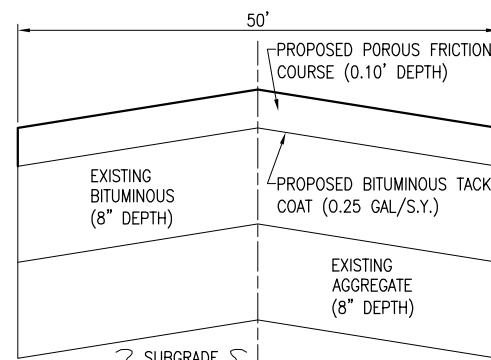 50'
PROPOSED POROUS FRICTION
COURSE (0.10' DEPTH)
EXISTING
BITUMINOUS
(8" DEPTH)
PROPOSED BITUMINOUS TACK
COAT (0.25 GAL/S.Y.)
EXISTING
AGGREGATE
(8" DEPTH)
SUBGRADE